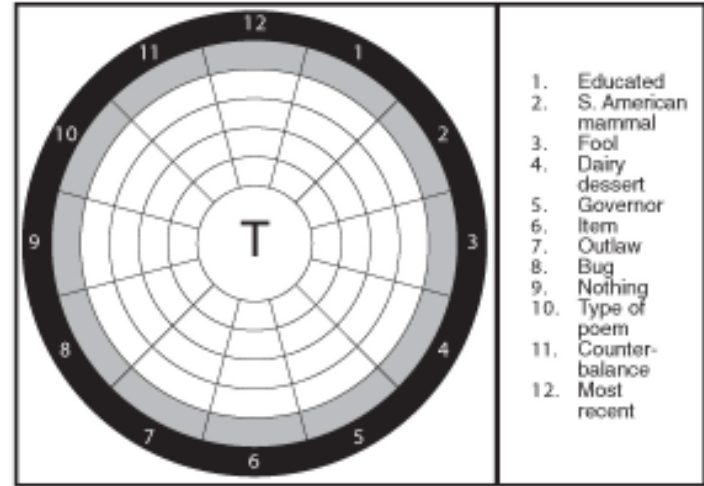 12
11
1
10
2
T
9
3
8
4
7
5
6
1. Educated
2. S. American
mammal
3. Fool
4. Dairy
dessert
5. Governor
6. Item
7. Outlaw
8. Bug
9. Nothing
10. Type of
poem
11. Counter-
balance
12. Most
recent